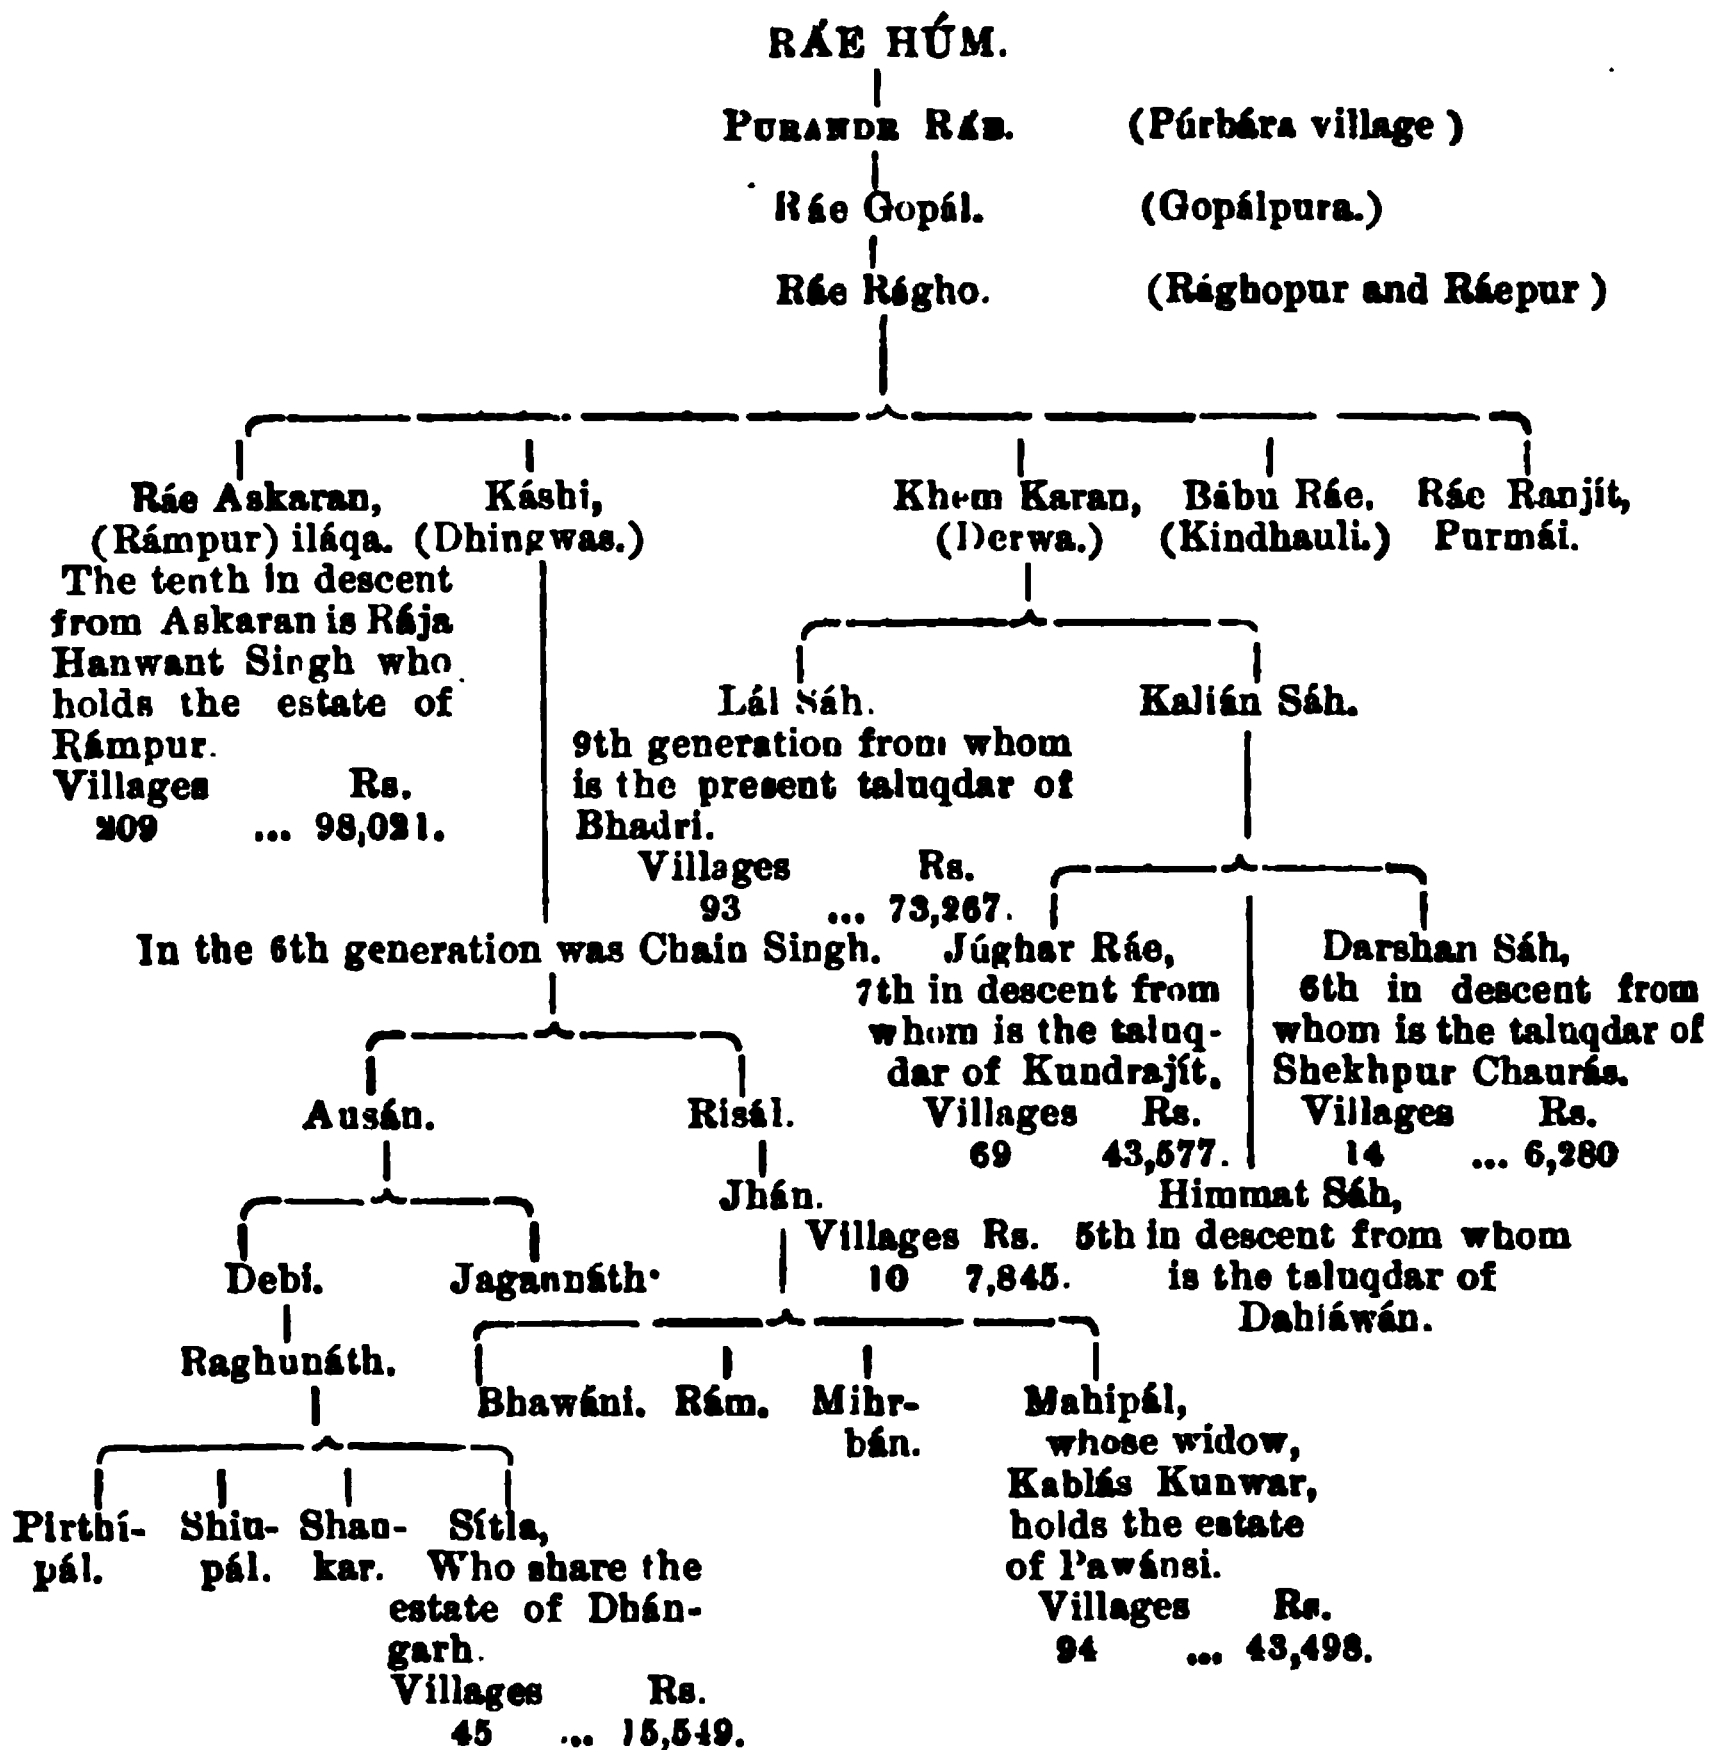 RÁE HÚM.
PURANDR RÁE. (Púrbára village)
Ráe Gopál. (Gopálpura.)
Ráe Rágho. (Rághopur and Ráepur)
Ráe Askaran, Káshi, Khem Karan, Bábu Ráe, Ráe Ranjít,
(Rámpur) iláqa. (Dhingwas.) (Derwa.) (Kindhauli.) Purmái.
The tenth in descent
from Askaran is Rája
Hanwant Singh who
holds the estate of
Rámpur.
Villages Rs.
209 ... 98,021.
Lál Sáh.
9th generation from whom
is the present taluqdar of
Bhadri.
Villages Rs.
93 ... 73,267.
Kalián Sáh.
In the 6th generation was Chain Singh.
Júghar Ráe,
7th in descent from
whom is the taluq-
dar of Kundrajít.
Villages Rs.
69 43,577.
Darshan Sáh,
6th in descent from
whom is the taluqdar of
Shekhpur Chaurás.
Villages Rs.
14 ... 6,280
Himmat Sáh,
5th in descent from whom
is the taluqdar of
Dahiáwán.
Villages Rs.
10 7,845.
Ausán. Risál.
Jhán.
Debi. Jagannáth.
Raghunáth.
Bhawáni. Rám. Mihr-
bán.
Mahipál,
whose widow,
Kablás Kunwar,
holds the estate
of Pawánsi.
Villages Rs.
94 ... 43,498.
Pirthí- Shiu- Shan- Sítla,
pál. pál. kar. Who share the
estate of Dhán-
garh.
Villages Rs.
45 ... 15,549.